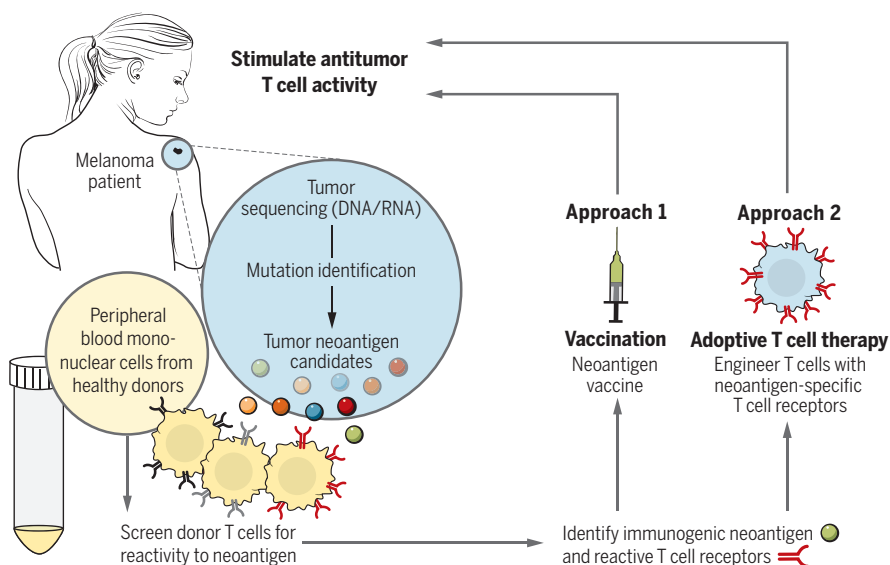 Stimulate antitumor
T cell activity
Melanoma
patient
Tumor
sequencing (DNA/RNA)
Mutation identification
Tumor neoantigen
candidates
Peripheral
blood mono-
nuclear cells from
healthy donors
Screen donor T cells for
reactivity to neoantigen
Identify immunogenic neoantigen
and reactive T cell receptors
Approach 1
Vaccination
Neoantigen
vaccine
Approach 2
Adoptive T cell therapy
Engineer T cells with
neoantigen-specific
T cell receptors